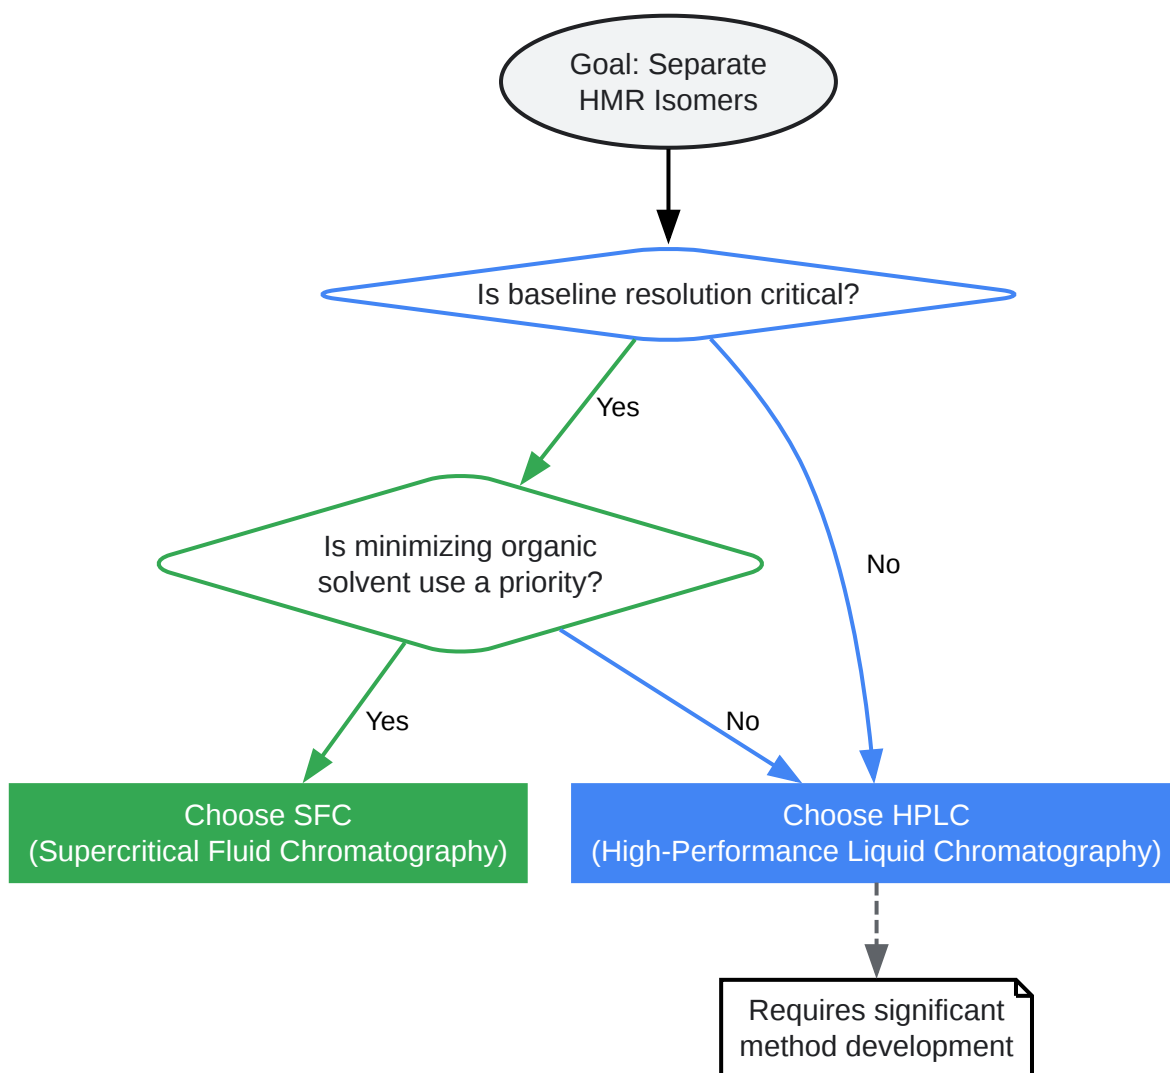 Goal: Separate
HMR Isomers
Is baseline resolution critical?
Yes
Is minimizing organic
solvent use a priority?
No
Yes
No
Choose SFC
(Supercritical Fluid Chromatography)
Choose HPLC
(High-Performance Liquid Chromatography)
Requires significant
method development